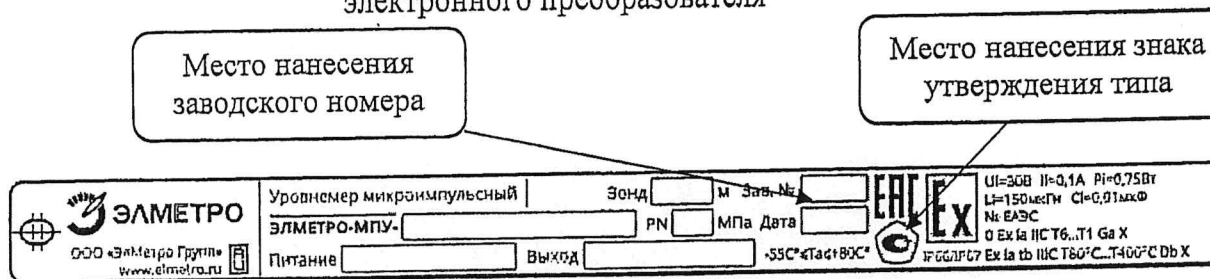 электронного преобразователя
Место нанесения
заводского номера
Место нанесения знака
утверждения типа
ЭЛМЕТРО
ООО «ЭлМетро Групп»
www.elmetro.ru
Уровнемер микроимпульсный
Зонд м Зав. №
ЭЛМЕТРО-МПУ- PN МПа Дата
Питание Выход -55С°≤Ta≤+80С°
EAC
Ex
Ui=30В Ii=0,1А Pi=0,75Вт
Li=150мкГн Ci=0,01мкФ
№ ЕАЭС
0 Ex ia IIC T6...T1 Ga X
IP66/IP67 Ex ia tb IIIC T80°C...T400°C Db X